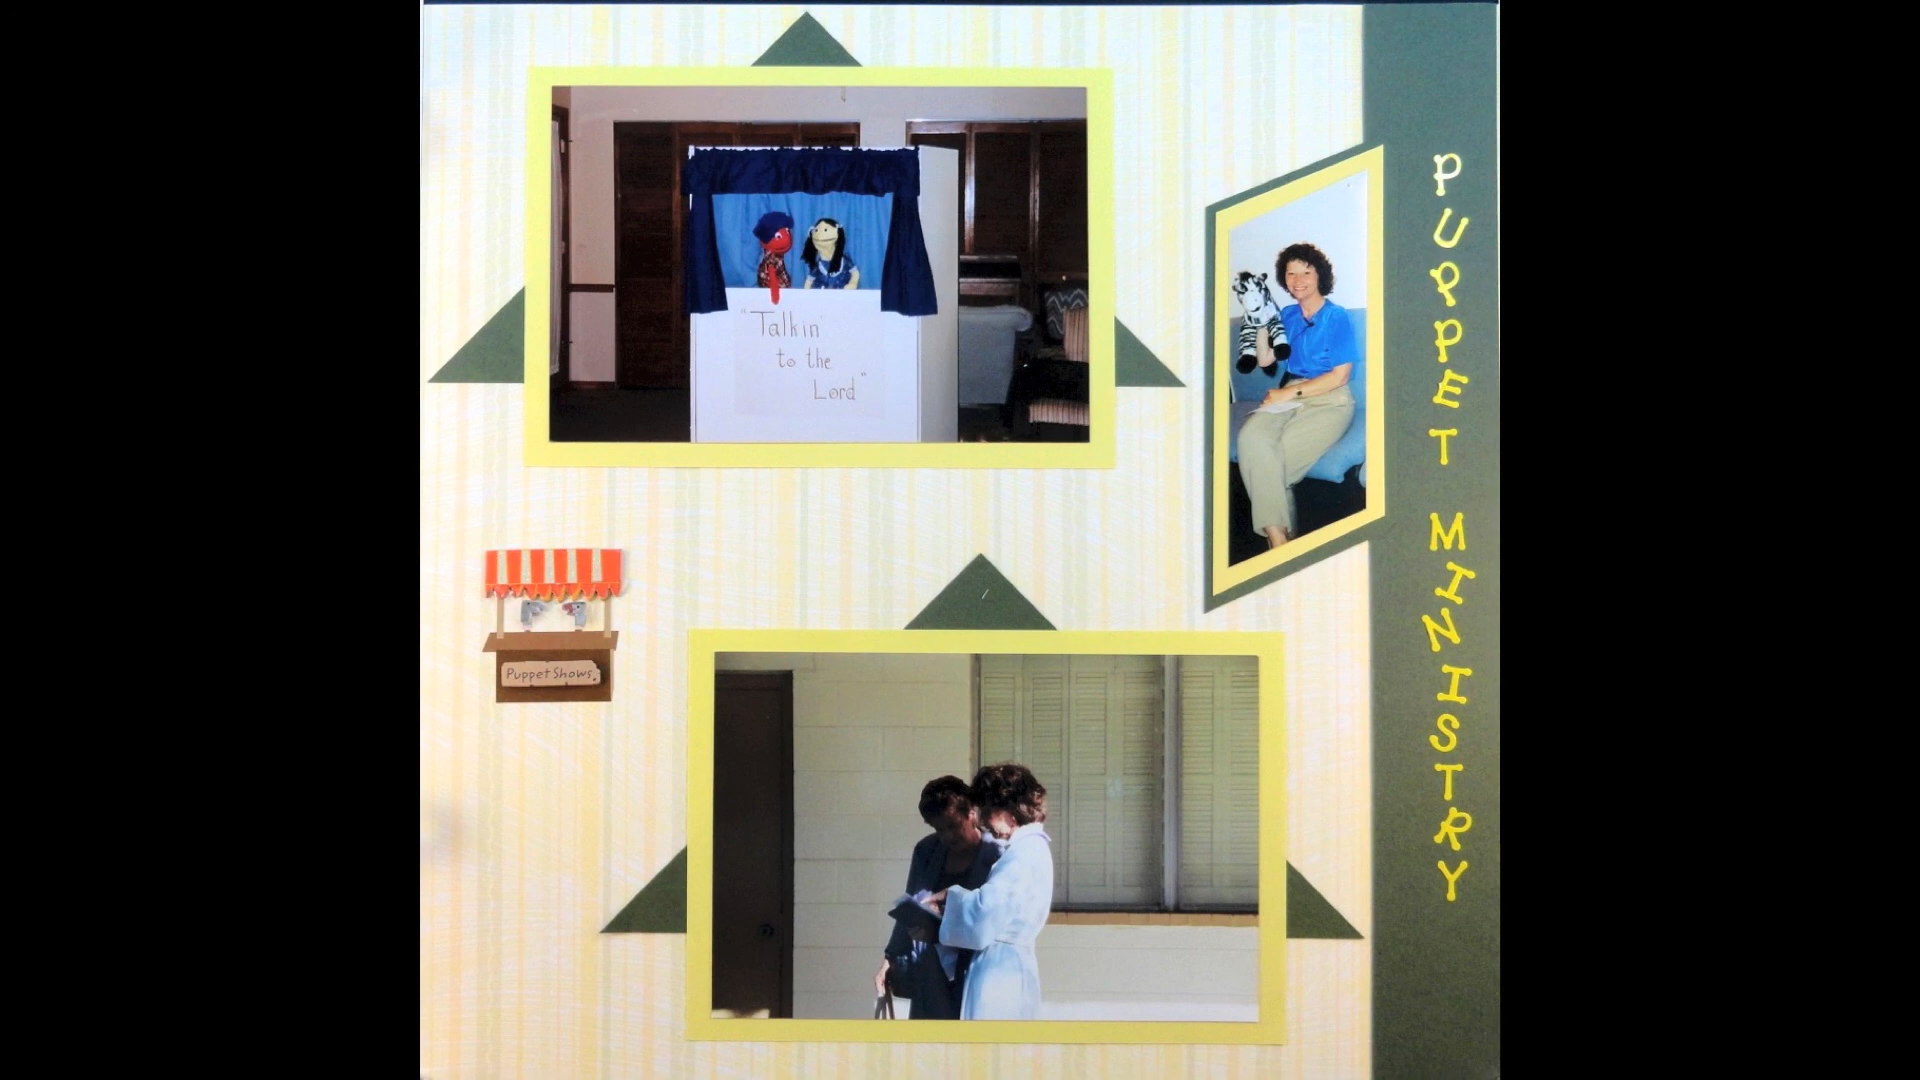 "Talkin'
to the
Lord"
PUPPET MINISTRY
Puppet Shows